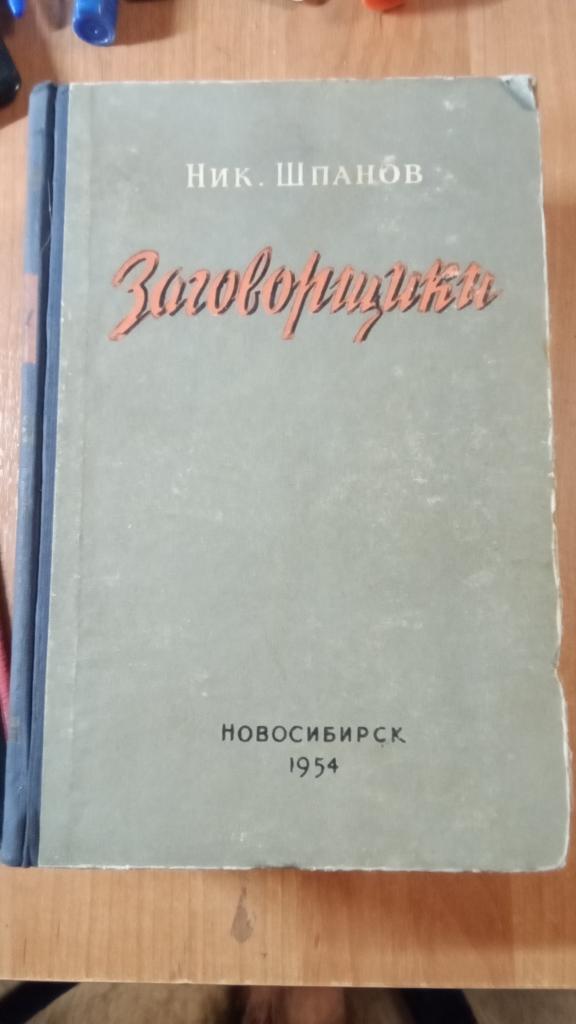 Ник. Шпанов
Заговорщики
НОВОСИБИРСК
1954